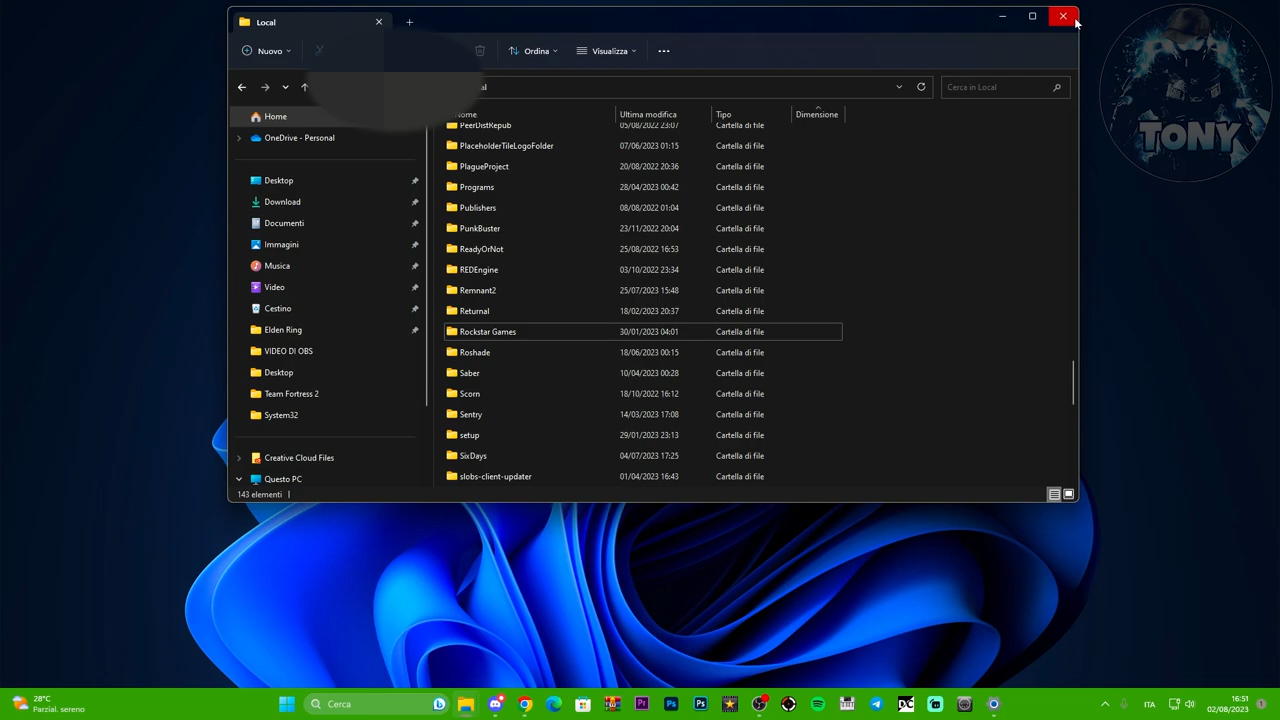 Local
Nuovo
Ordina
Visualizza
al
Cerca in Local
Home
OneDrive - Personal
Desktop
Download
Documenti
Immagini
Musica
Video
Cestino
Elden Ring
VIDEO DI OBS
Desktop
Team Fortress 2
System32
Creative Cloud Files
Questo PC
Nome Ultima modifica Tipo Dimensione
PeerDistRepub 05/08/2022 23:07 Cartella di file
PlaceholderTileLogoFolder 07/06/2023 01:15 Cartella di file
PlagueProject 20/08/2022 20:36 Cartella di file
Programs 28/04/2023 00:42 Cartella di file
Publishers 08/08/2022 01:04 Cartella di file
PunkBuster 23/11/2022 20:04 Cartella di file
ReadyOrNot 25/08/2022 16:53 Cartella di file
REDEngine 03/10/2022 23:34 Cartella di file
Remnant2 25/07/2023 15:48 Cartella di file
Returnal 18/02/2023 20:37 Cartella di file
Rockstar Games 30/01/2023 04:01 Cartella di file
Roshade 18/06/2023 00:15 Cartella di file
Saber 10/04/2023 00:28 Cartella di file
Scorn 18/10/2022 16:12 Cartella di file
Sentry 14/03/2023 17:08 Cartella di file
setup 29/01/2023 23:13 Cartella di file
SixDays 04/07/2023 17:25 Cartella di file
slobs-client-updater 01/04/2023 16:43 Cartella di file
143 elementi
TONY
28°C
Parzial. sereno
Cerca
Pr
Ps
Ps
ITA
16:51
02/08/2023